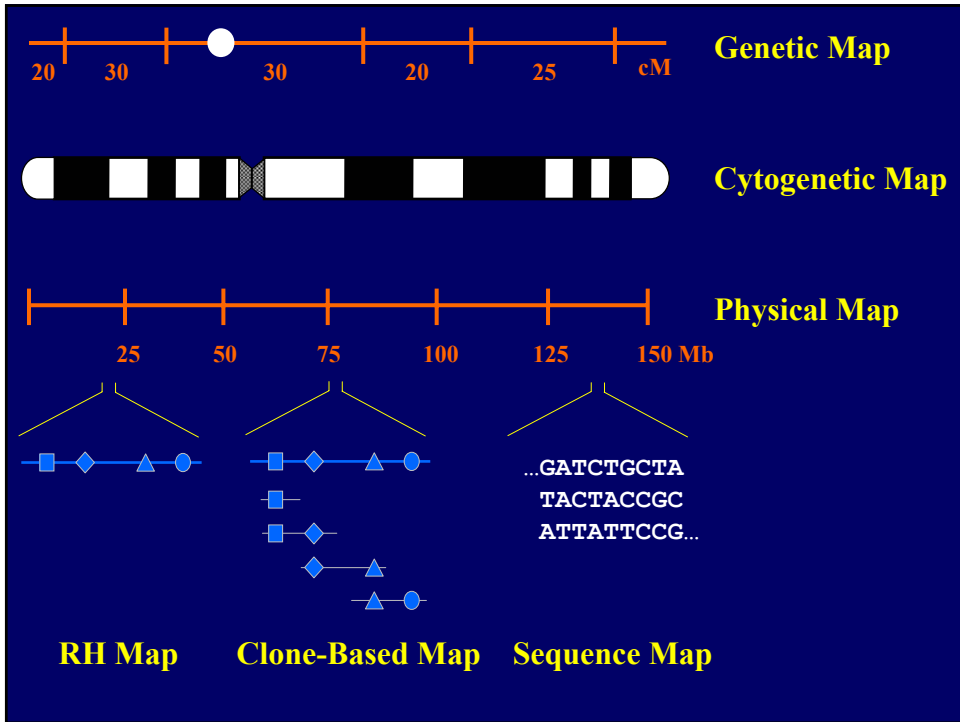 Genetic Map
20 30 30 20 25 cM
Cytogenetic Map
Physical Map
25 50 75 100 125 150 Mb
...GATCTGCTA
TACTACCGC
ATTATTCCG...
RH Map Clone-Based Map Sequence Map